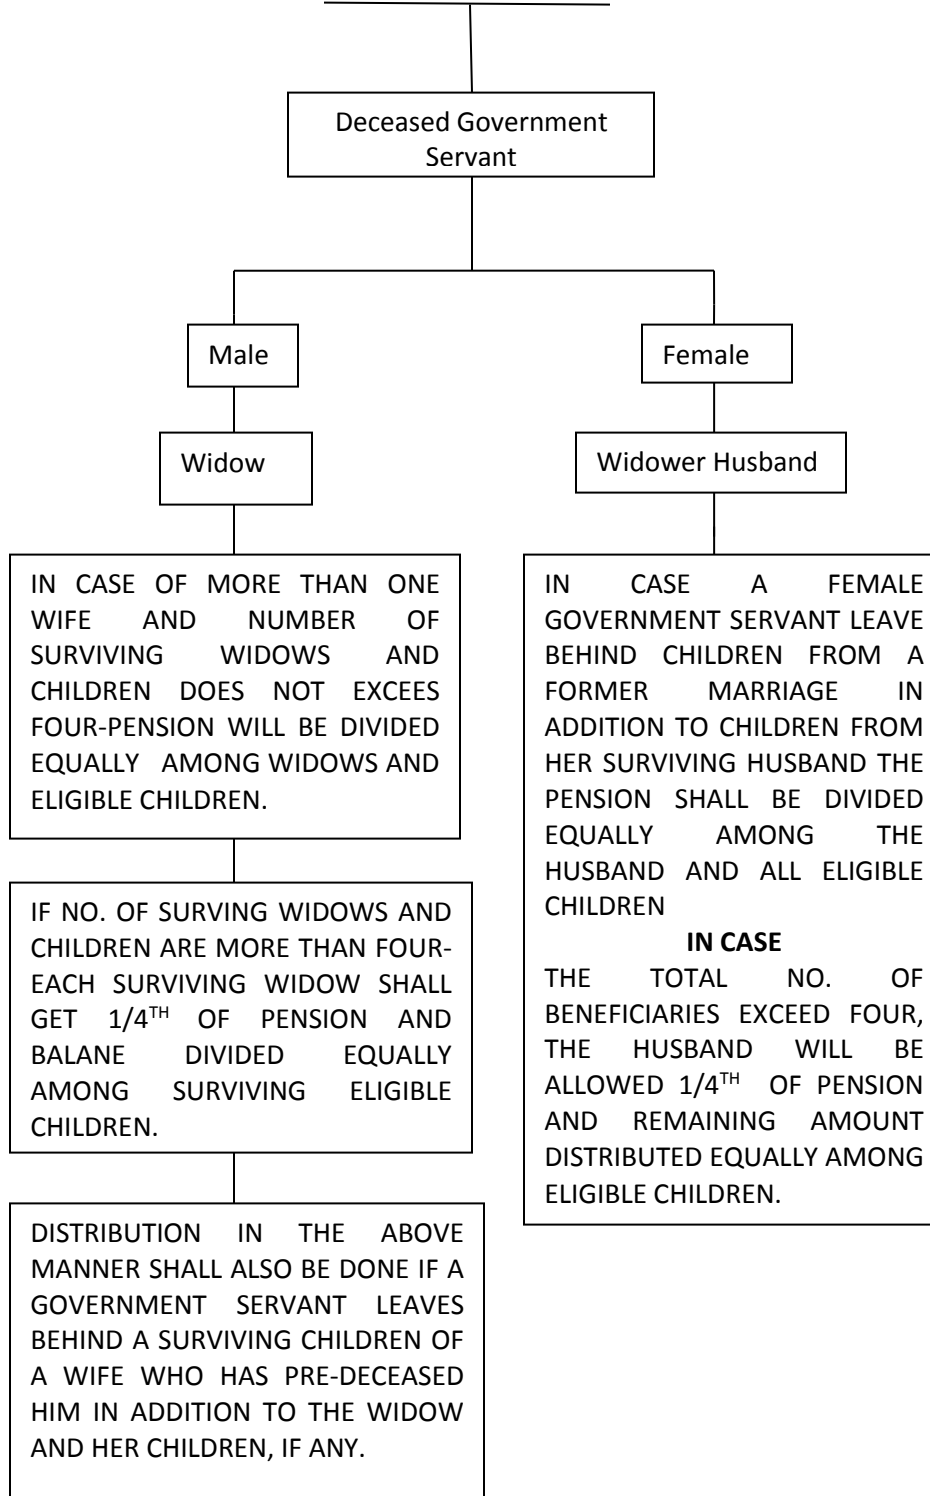 Deceased Government
Servant
Male
Female
Widow
Widower Husband
IN CASE OF MORE THAN ONE
WIFE AND NUMBER OF
SURVIVING WIDOWS AND
CHILDREN DOES NOT EXCEES
FOUR-PENSION WILL BE DIVIDED
EQUALLY AMONG WIDOWS AND
ELIGIBLE CHILDREN.
IF NO. OF SURVING WIDOWS AND
CHILDREN ARE MORE THAN FOUR-
EACH SURVIVING WIDOW SHALL
GET 1/4TH OF PENSION AND
BALANE DIVIDED EQUALLY
AMONG SURVIVING ELIGIBLE
CHILDREN.
DISTRIBUTION IN THE ABOVE
MANNER SHALL ALSO BE DONE IF A
GOVERNMENT SERVANT LEAVES
BEHIND A SURVIVING CHILDREN OF
A WIFE WHO HAS PRE-DECEASED
HIM IN ADDITION TO THE WIDOW
AND HER CHILDREN, IF ANY.
IN CASE A FEMALE
GOVERNMENT SERVANT LEAVE
BEHIND CHILDREN FROM A
FORMER MARRIAGE IN
ADDITION TO CHILDREN FROM
HER SURVIVING HUSBAND THE
PENSION SHALL BE DIVIDED
EQUALLY AMONG THE
HUSBAND AND ALL ELIGIBLE
CHILDREN
IN CASE
THE TOTAL NO. OF
BENEFICIARIES EXCEED FOUR,
THE HUSBAND WILL BE
ALLOWED 1/4TH OF PENSION
AND REMAINING AMOUNT
DISTRIBUTED EQUALLY AMONG
ELIGIBLE CHILDREN.